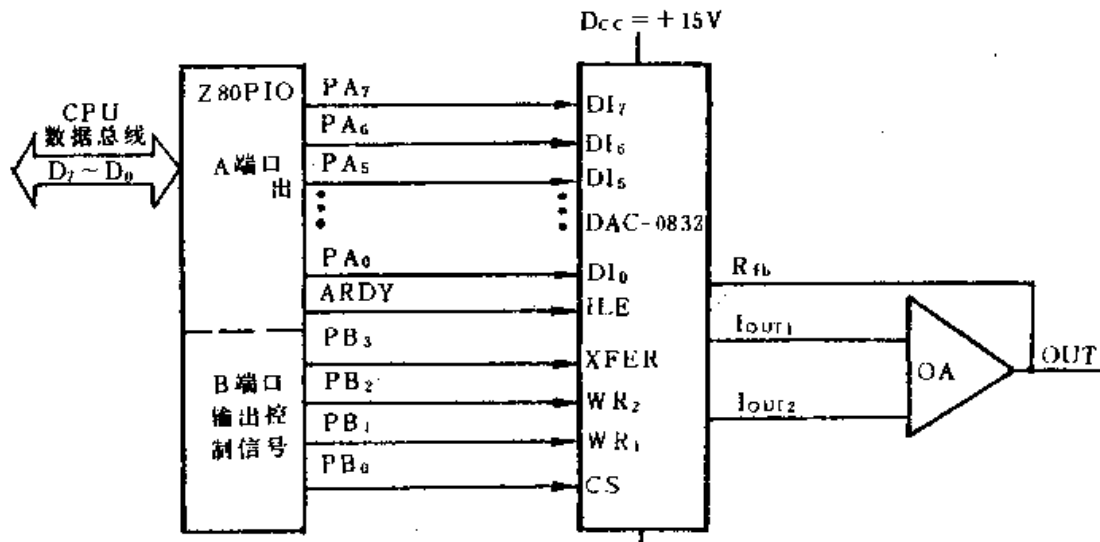 Dcc = +15V
Z80PIO
CPU
数据总线
D₇~D₀
A端口
出
PA₇
PA₆
PA₅
PA₀
ARDY
DI₇
DI₆
DI₅
DAC-0832
DI₀
ILE
B端口
输出控
制信号
PB₃
PB₂
PB₁
PB₀
XFER
WR₂
WR₁
CS
Rfb
IOUT1
IOUT2
OA
OUT